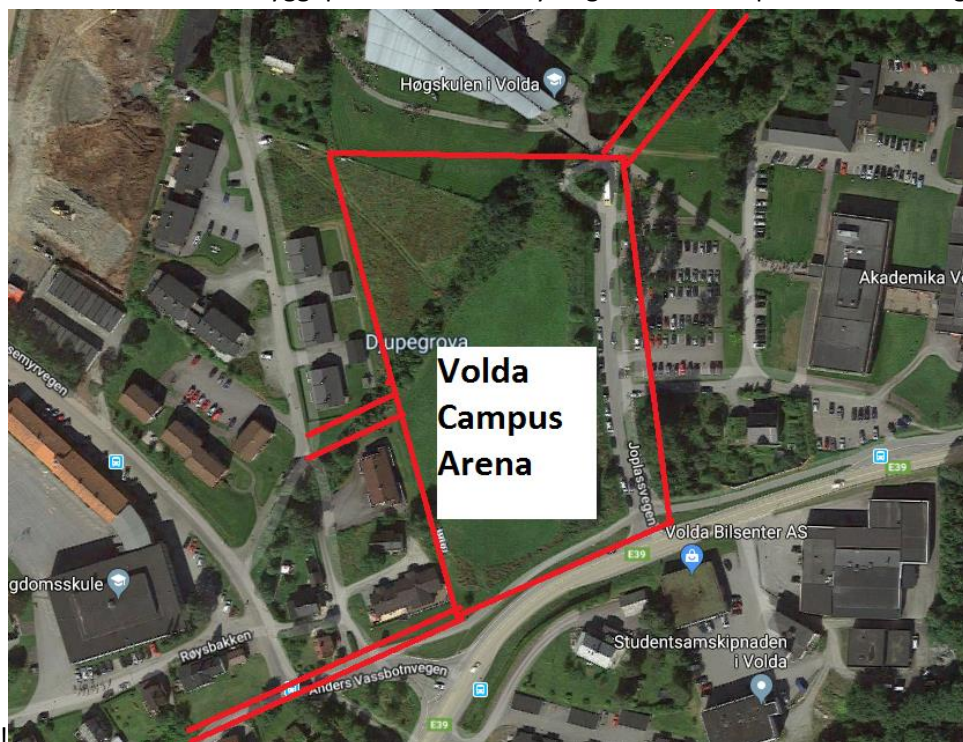 Høgskulen i Volda
Akademika Vo
Djupegrova
Volda
Campus
Arena
semyrvegen
Joplassvegen
E39
Volda Bilsenter AS
E39
gdomsskule
Røysbakken
Studentsamskipnaden
i Volda
Anders Vassbotnvegen
E39